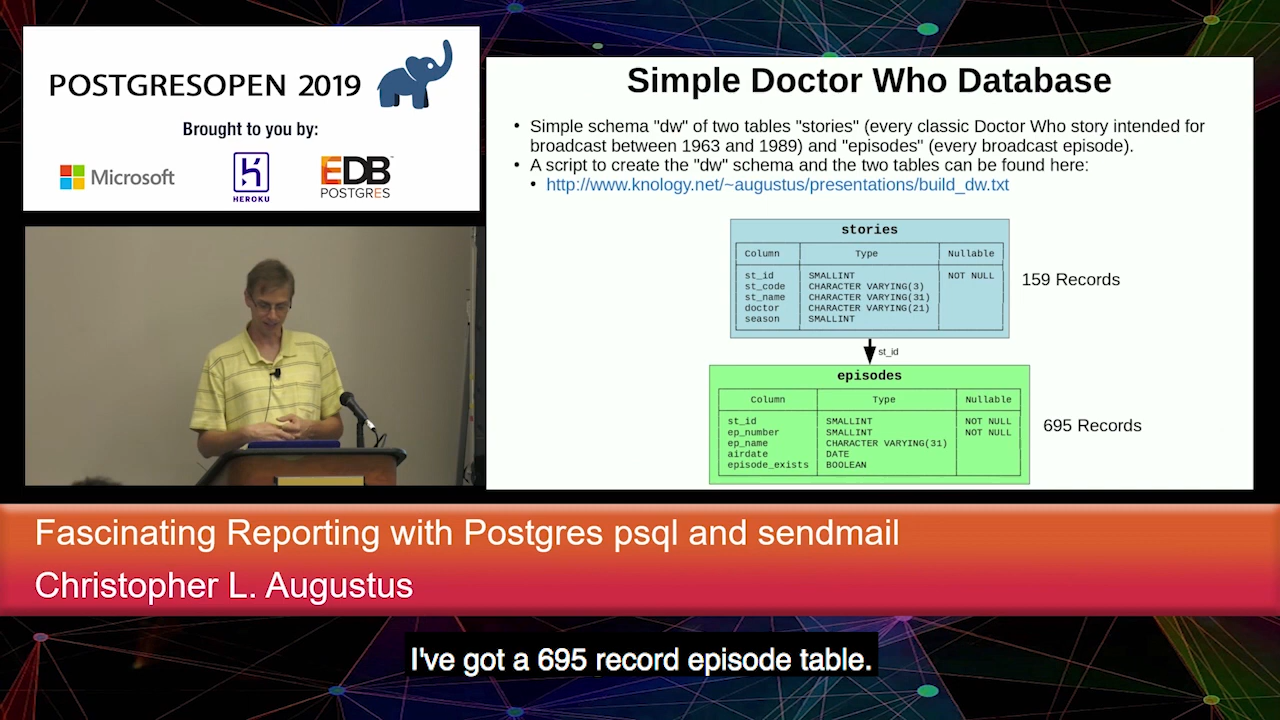 POSTGRESOPEN 2019
Brought to you by:
Microsoft
HEROKU
EDB
POSTGRES
Simple Doctor Who Database
• Simple schema "dw" of two tables "stories" (every classic Doctor Who story intended for
broadcast between 1963 and 1989) and "episodes" (every broadcast episode).
• A script to create the "dw" schema and the two tables can be found here:
• http://www.knology.net/~augustus/presentations/build_dw.txt
stories
Column Type Nullable
st_id SMALLINT NOT NULL
st_code CHARACTER VARYING(3)
st_name CHARACTER VARYING(31)
doctor CHARACTER VARYING(21)
season SMALLINT
159 Records
st_id
episodes
Column Type Nullable
st_id SMALLINT NOT NULL
ep_number SMALLINT NOT NULL
ep_name CHARACTER VARYING(31)
airdate DATE
episode_exists BOOLEAN
695 Records
Fascinating Reporting with Postgres psql and sendmail
Christopher L. Augustus
I've got a 695 record episode table.